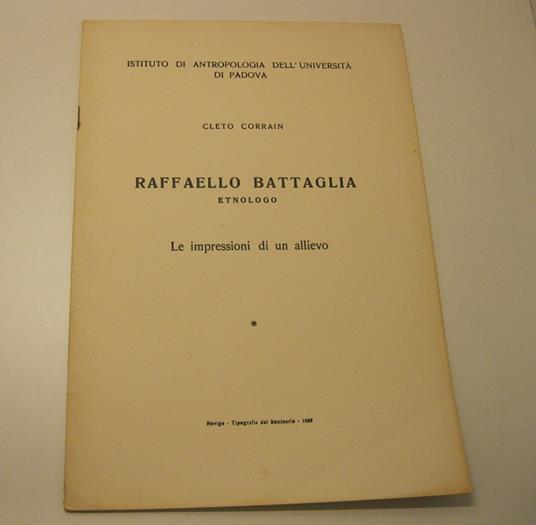 ISTITUTO DI ANTROPOLOGIA DELL'UNIVERSITÀ
DI PADOVA
CLETO CORRAIN
RAFFAELLO BATTAGLIA
ETNOLOGO
Le impressioni di un allievo
*
Rovigo - Tipografia del Seminario - 1959